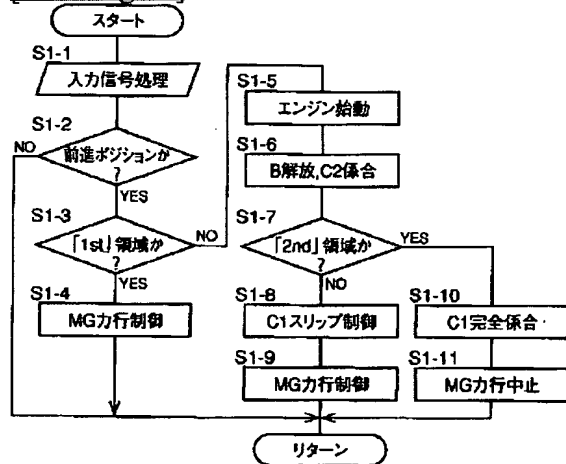 スタート
S1-1
入力信号処理
S1-2
前進ポジションか
?
NO
YES
S1-3
「1st」領域か
?
NO
YES
S1-4
MG力行制御
S1-5
エンジン始動
S1-6
B解放,C2係合
S1-7
「2nd」領域か
?
YES
NO
S1-8
C1スリップ制御
S1-9
MG力行制御
S1-10
C1完全係合
S1-11
MG力行中止
リターン